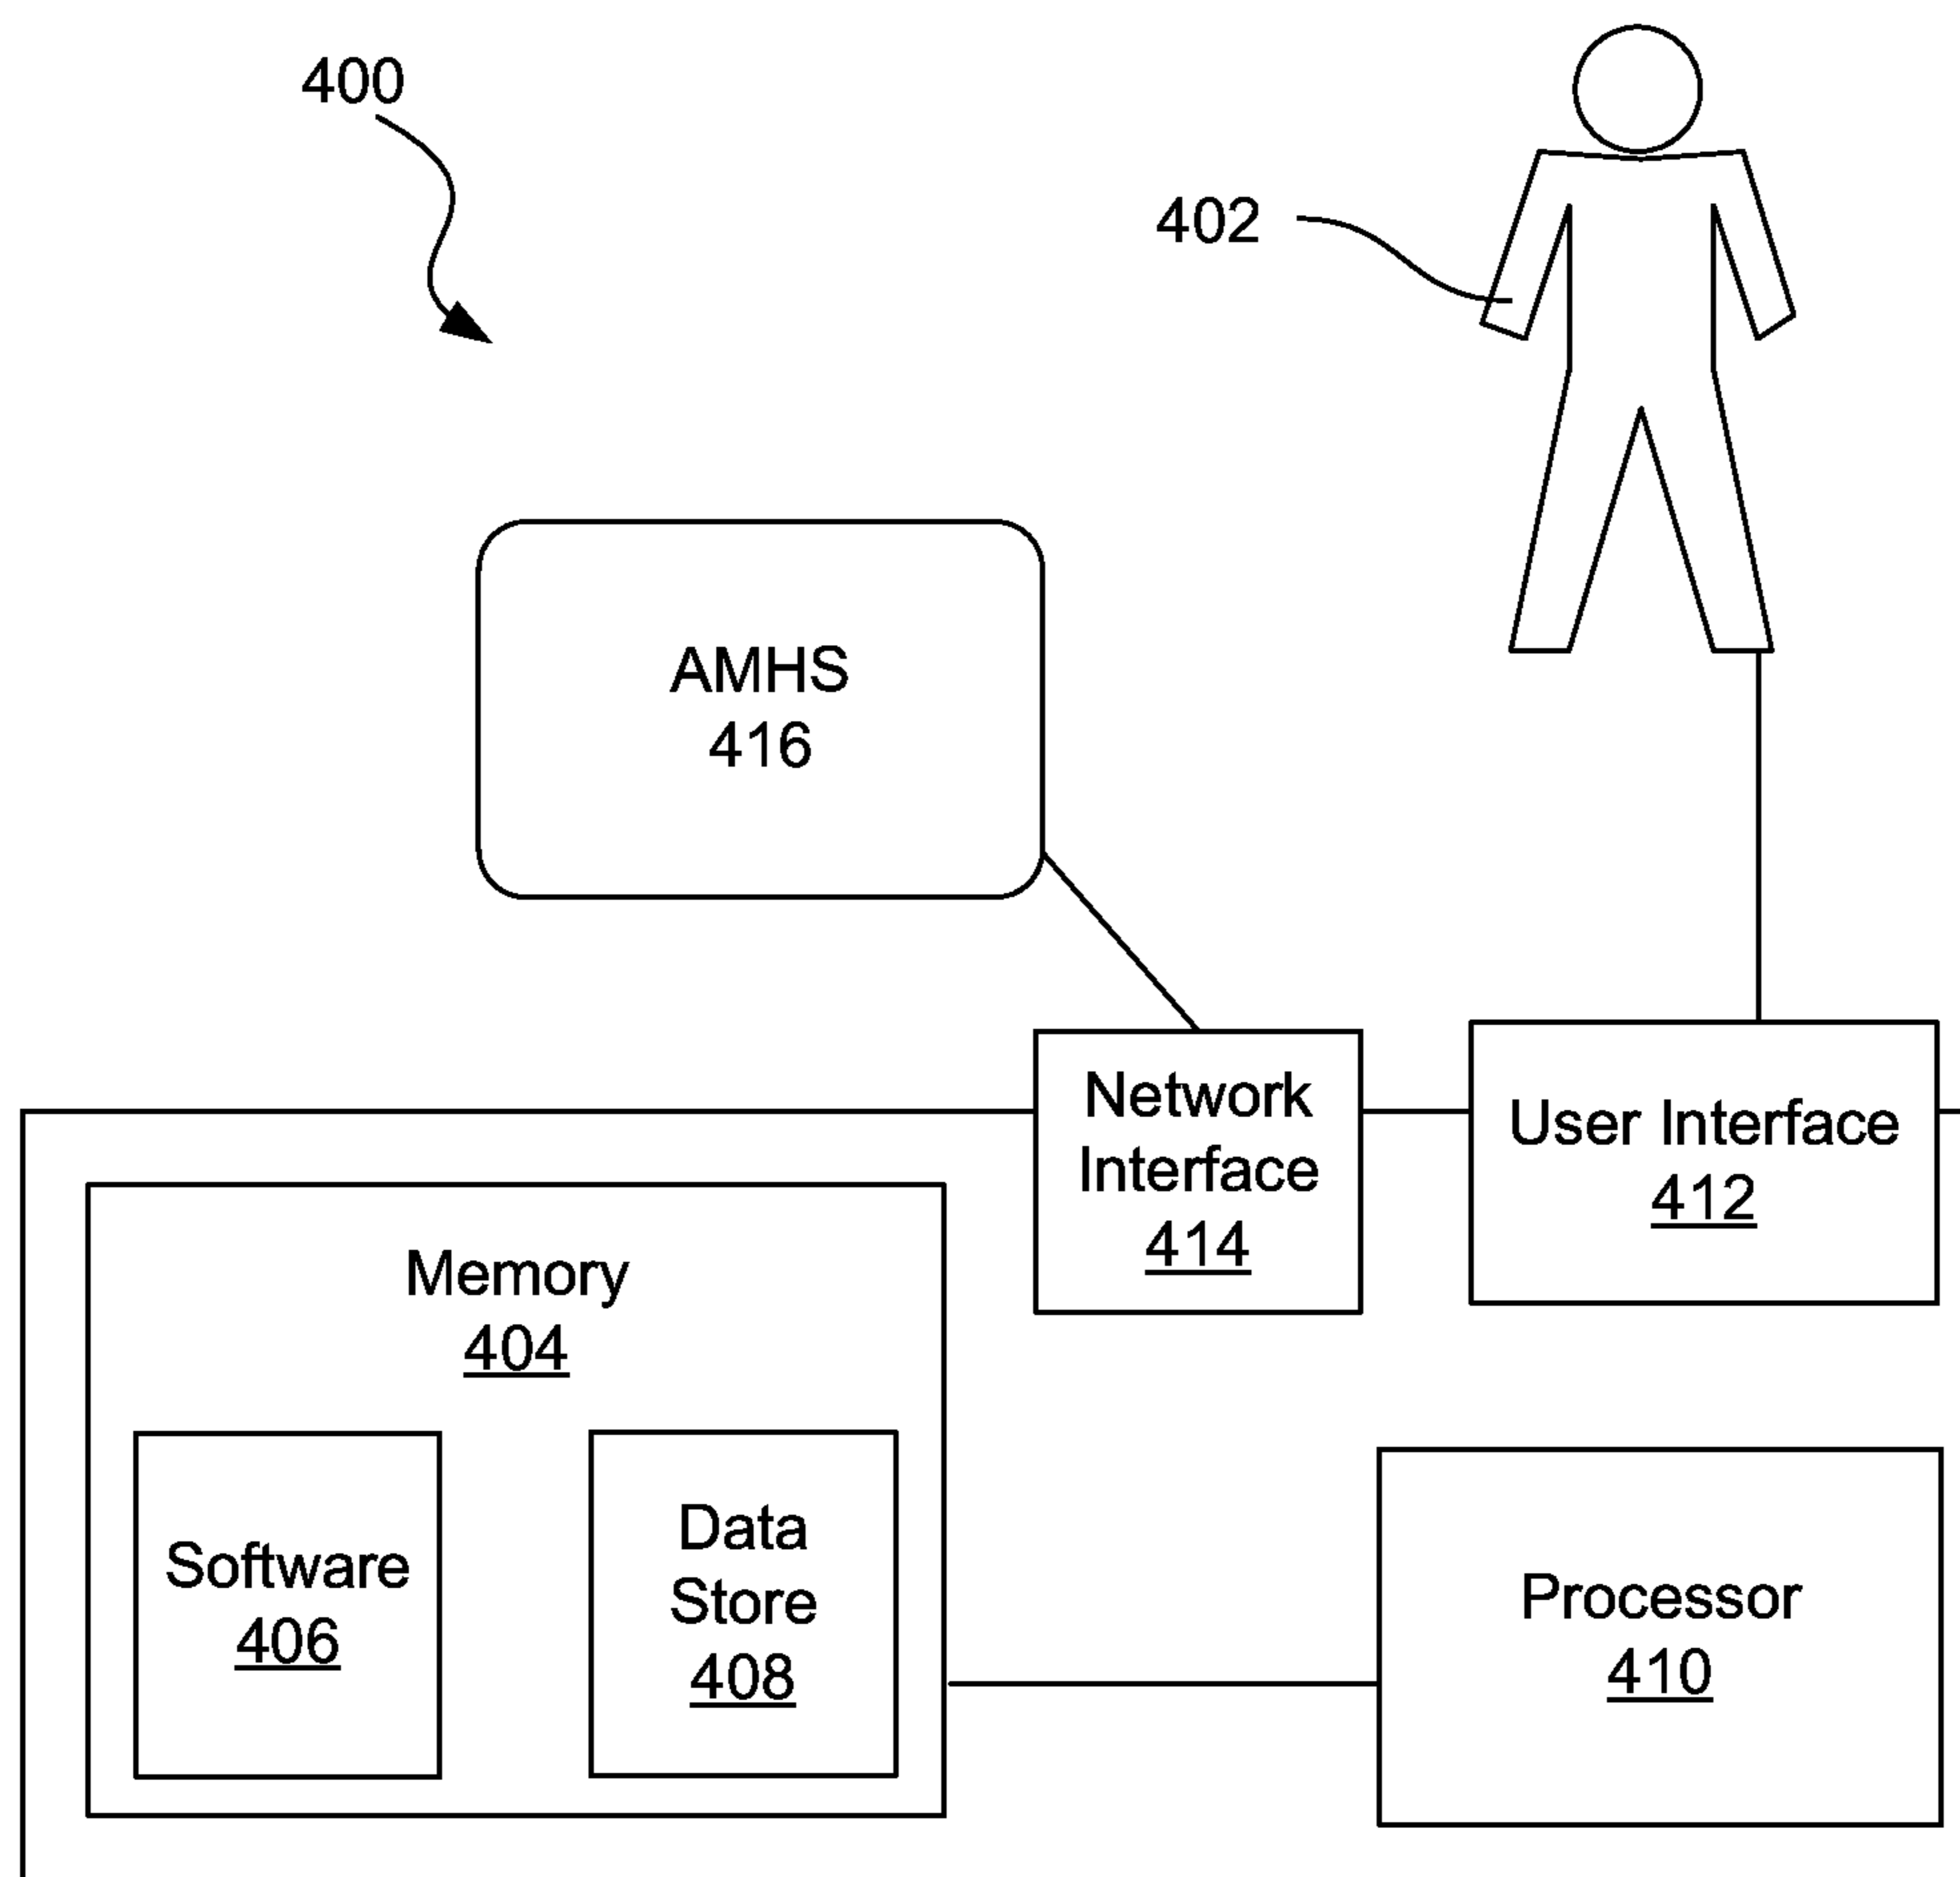 400
402
AMHS
416
Network
Interface
414
User Interface
412
Memory
404
Software
406
Data
Store
408
Processor
410